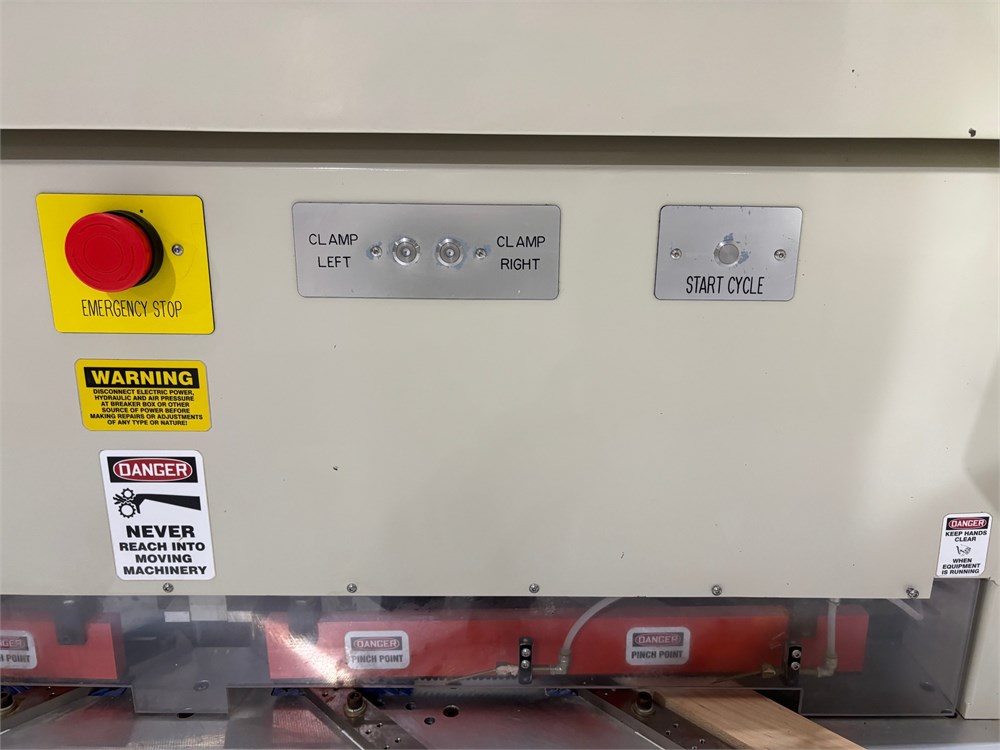 EMERGENCY STOP
CLAMP
LEFT
CLAMP
RIGHT
START CYCLE
WARNING
DISCONNECT ELECTRIC POWER,
HYDRAULIC AND AIR PRESSURE
AT BREAKER BOX OR OTHER
SOURCE OF POWER BEFORE
MAKING REPAIRS OR ADJUSTMENTS
OF ANY TYPE OR NATURE!
DANGER
NEVER
REACH INTO
MOVING
MACHINERY
DANGER
KEEP HANDS
CLEAR
WHEN
EQUIPMENT
IS RUNNING
POINT
DANGER
PINCH POINT
DANGER
PINCH POINT